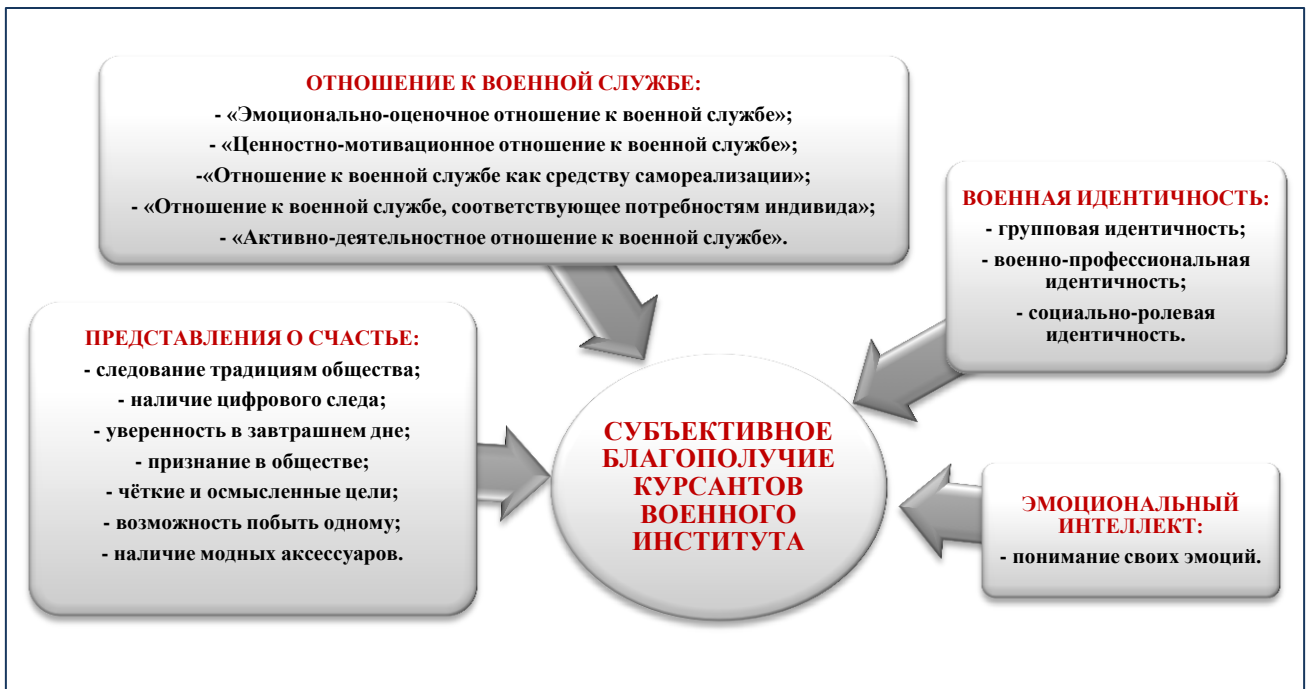 ОТНОШЕНИЕ К ВОЕННОЙ СЛУЖБЕ:
- «Эмоционально-оценочное отношение к военной службе»;
- «Ценностно-мотивационное отношение к военной службе»;
-«Отношение к военной службе как средству самореализации»;
- «Отношение к военной службе, соответствующее потребностям индивида»;
- «Активно-деятельностное отношение к военной службе».
ВОЕННАЯ ИДЕНТИЧНОСТЬ:
- групповая идентичность;
- военно-профессиональная
идентичность;
- социально-ролевая
идентичность.
ПРЕДСТАВЛЕНИЯ О СЧАСТЬЕ:
- следование традициям общества;
- наличие цифрового следа;
- уверенность в завтрашнем дне;
- признание в обществе;
- чёткие и осмысленные цели;
- возможность побыть одному;
- наличие модных аксессуаров.
СУБЪЕКТИВНОЕ
БЛАГОПОЛУЧИЕ
КУРСАНТОВ
ВОЕННОГО
ИНСТИТУТА
ЭМОЦИОНАЛЬНЫЙ
ИНТЕЛЛЕКТ:
- понимание своих эмоций.